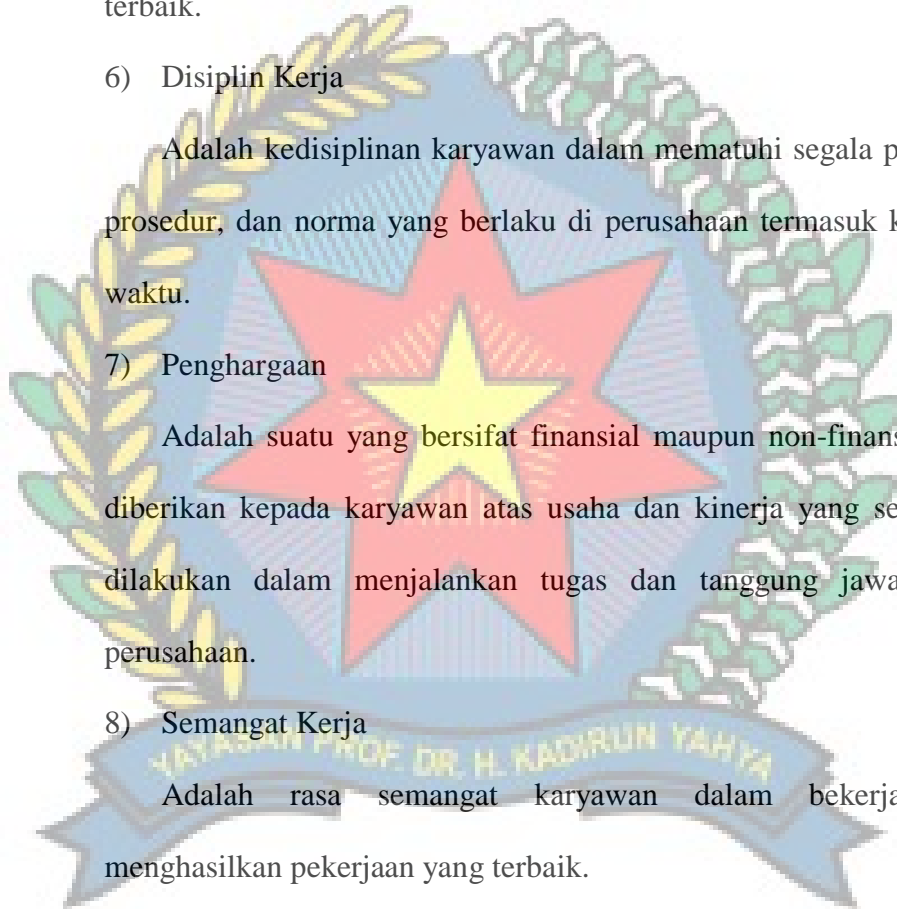 terbaik.
6) Disiplin Kerja
Adalah kedisiplinan karyawan dalam mematuhi segala p
prosedur, dan norma yang berlaku di perusahaan termasuk k
waktu.
7) Penghargaan
Adalah suatu yang bersifat finansial maupun non-finans
diberikan kepada karyawan atas usaha dan kinerja yang se
dilakukan dalam menjalankan tugas dan tanggung jawa
perusahaan.
8) Semangat Kerja
YAYASAN PROF. DR. H. KADIRUN YAHYA
Adalah rasa semangat karyawan dalam bekerja
menghasilkan pekerjaan yang terbaik.